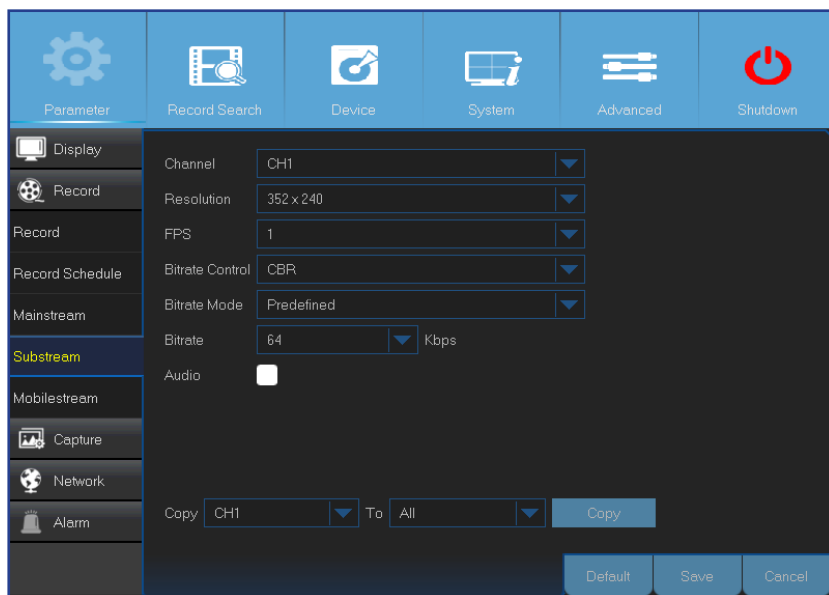 Parameter Record Search Device System Advanced Shutdown
Display
Record
Record
Record Schedule
Mainstream
Substream
Mobilestream
Capture
Network
Alarm
Channel CH1
Resolution 352 x 240
FPS 1
Bitrate Control CBR
Bitrate Mode Predefined
Bitrate 64 Kbps
Audio
Copy CH1 To All Copy
Default Save Cancel